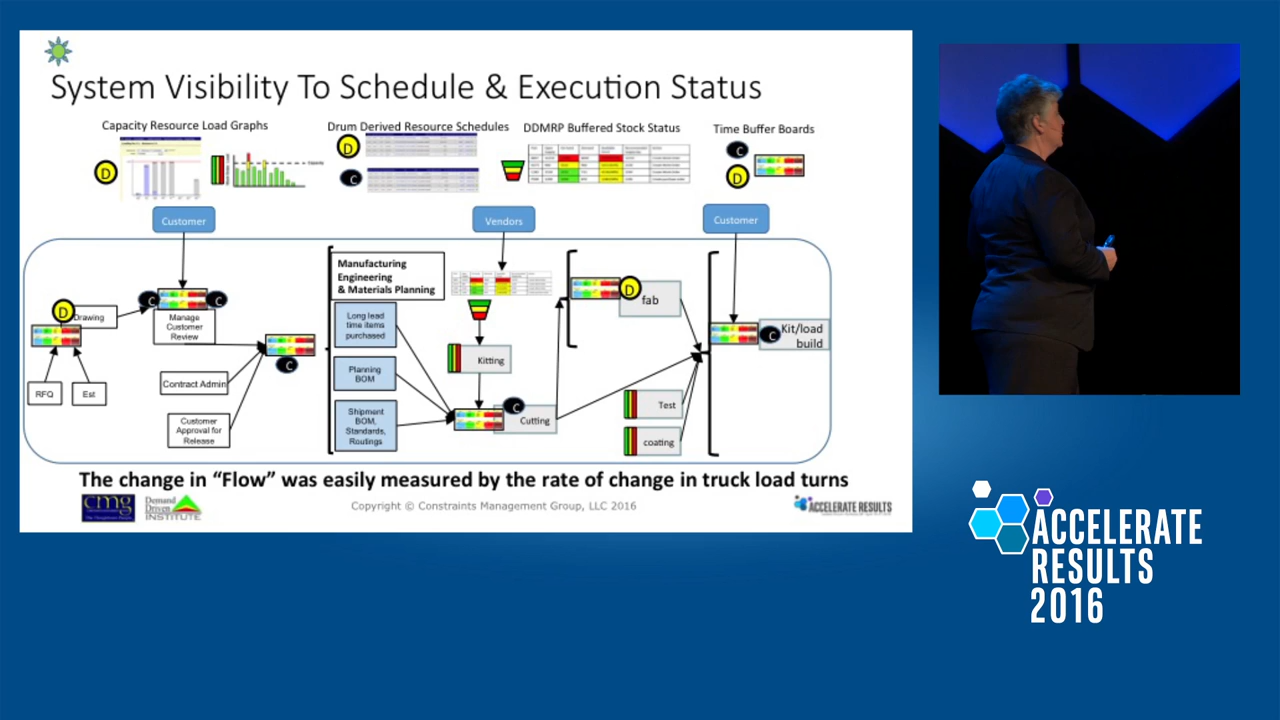 System Visibility To Schedule & Execution Status
Capacity Resource Load Graphs
Drum Derived Resource Schedules
DDMRP Buffered Stock Status
Time Buffer Boards
D
Capacity
D
C
C
D
Customer
Vendors
Customer
Manufacturing
Engineering
& Materials Planning
D
Drawing
C
C
Manage
Customer
Review
RFQ
Est
Contract Admin
Customer
Approval for
Release
C
Long lead
time items
purchased
Planning
BOM
Shipment
BOM,
Standards,
Routings
Kitting
C
Cutting
D
fab
Test
coating
C
Kit/load
build
The change in “Flow” was easily measured by the rate of change in truck load turns
cmg
Demand
Driven
INSTITUTE
Copyright © Constraints Management Group, LLC 2016
ACCELERATE RESULTS
ACCELERATE
RESULTS
2016